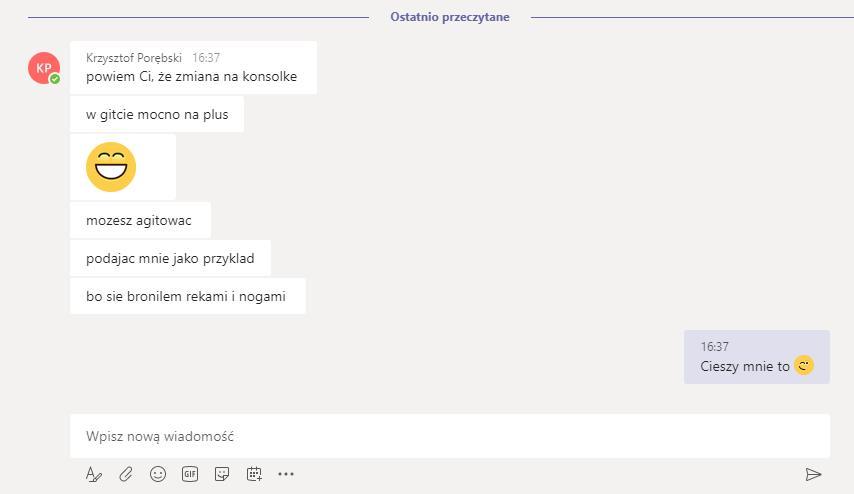 Ostatnio przeczytane
KP
Krzysztof Porębski 16:37
powiem Ci, że zmiana na konsolke
w gitcie mocno na plus
mozesz agitowac
podajac mnie jako przyklad
bo sie bronilem rekami i nogami
16:37
Cieszy mnie to
Wpisz nową wiadomość
GIF